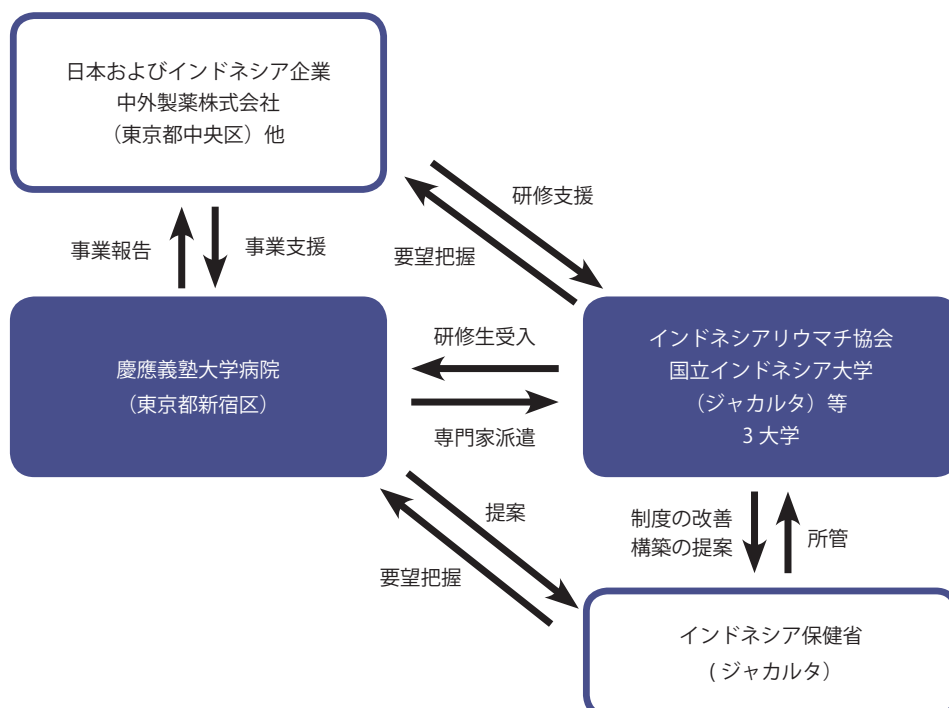 日本およびインドネシア企業
中外製薬株式会社
（東京都中央区）他
研修支援
要望把握
事業報告
事業支援
慶應義塾大学病院
（東京都新宿区）
研修生受入
専門家派遣
インドネシアリウマチ協会
国立インドネシア大学
（ジャカルタ）等
3 大学
提案
要望把握
制度の改善
構築の提案
所管
インドネシア保健省
( ジャカルタ）